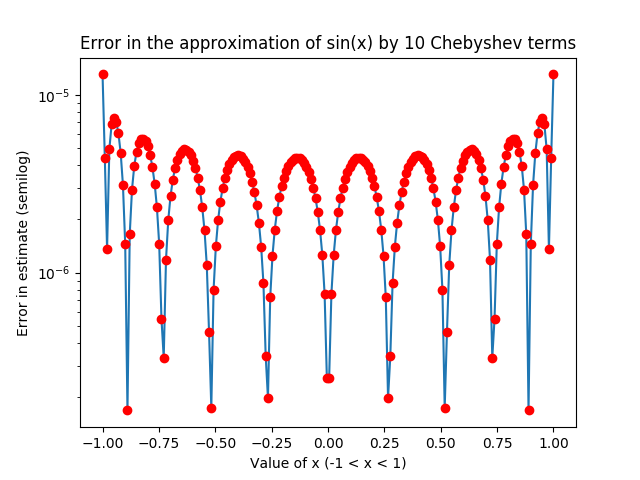 Error in the approximation of sin(x) by 10 Chebyshev terms
Error in estimate (semilog)
10⁻⁵
10⁻⁶
−1.00 −0.75 −0.50 −0.25 0.00 0.25 0.50 0.75 1.00
Value of x (-1 < x < 1)